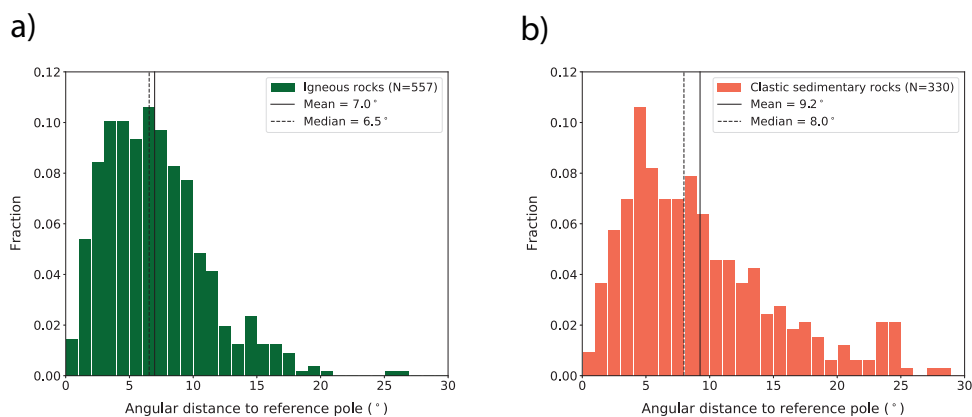 a)
0.12
0.10
0.08
0.06
0.04
0.02
0.00
Fraction
Igneous rocks (N=557)
Mean = 7.0°
Median = 6.5°
0 5 10 15 20 25 30
Angular distance to reference pole (°)
b)
0.12
0.10
0.08
0.06
0.04
0.02
0.00
Fraction
Clastic sedimentary rocks (N=330)
Mean = 9.2°
Median = 8.0°
0 5 10 15 20 25 30
Angular distance to reference pole (°)